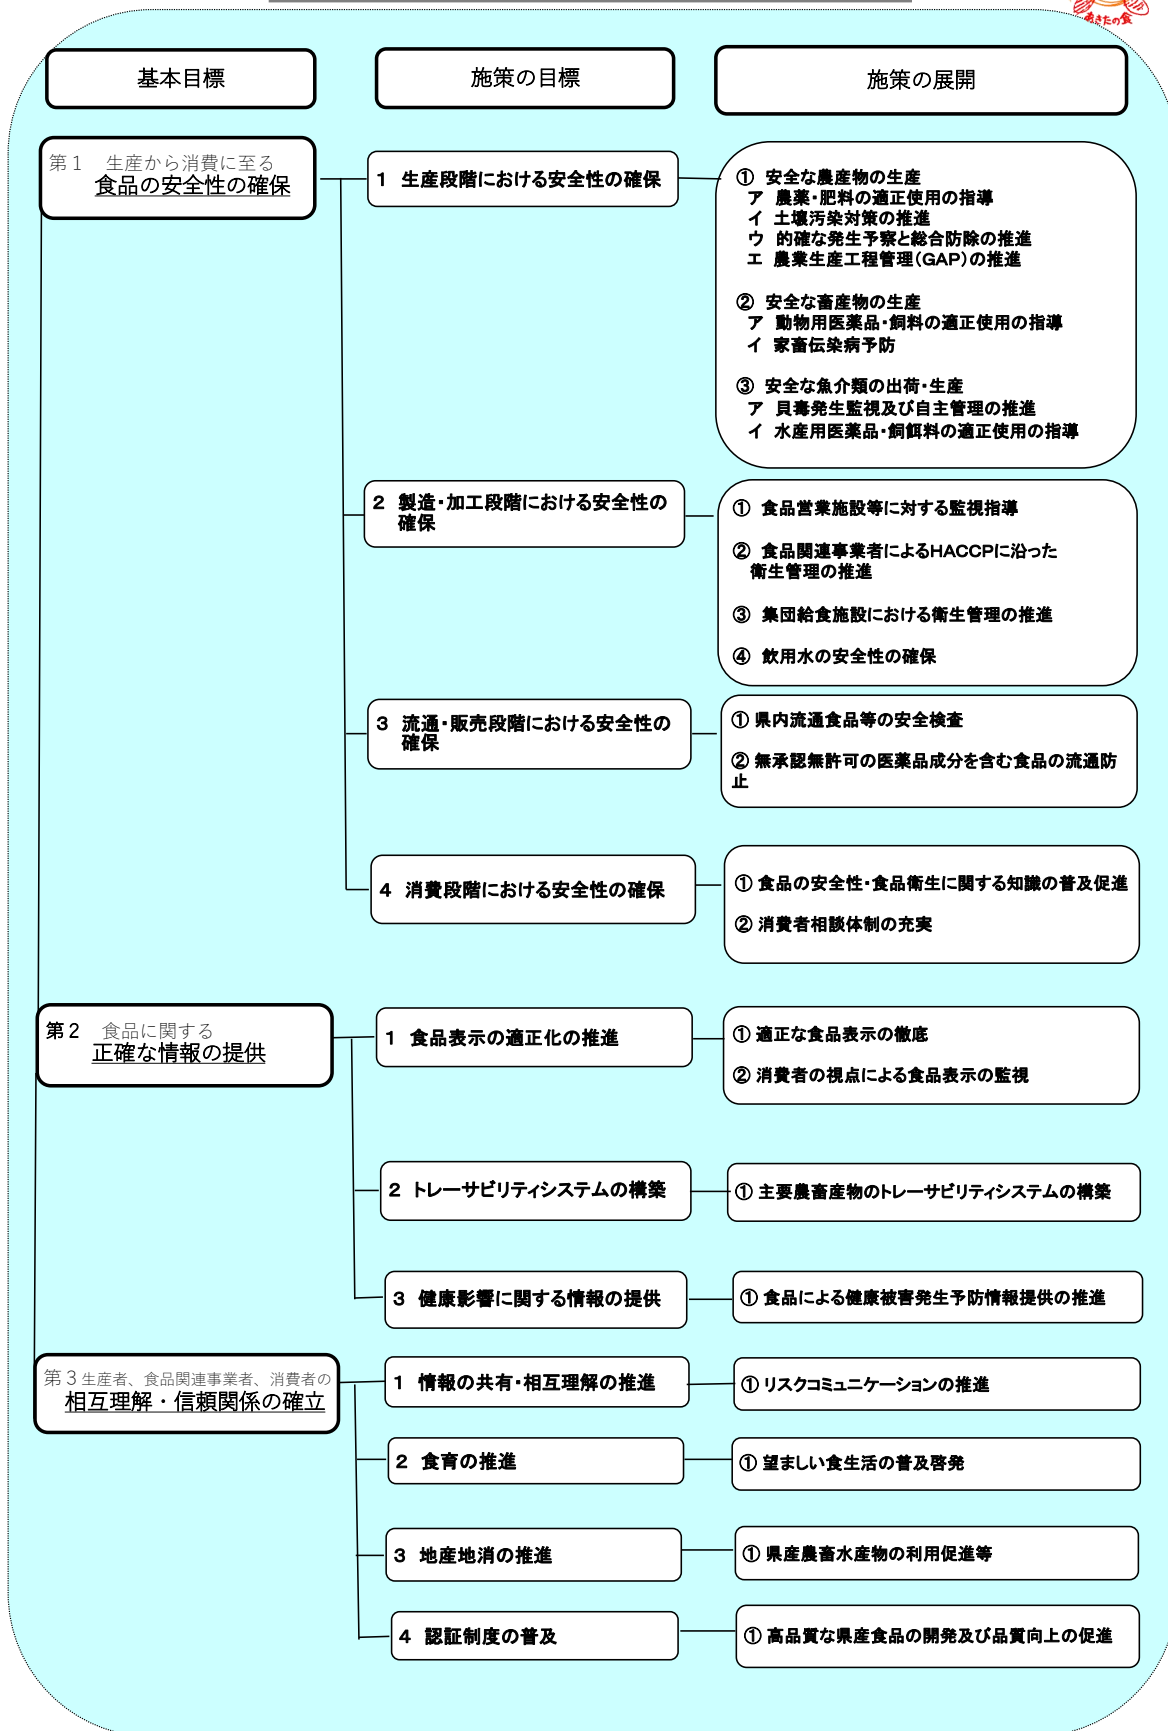 あきたの食
基本目標
施策の目標
施策の展開
第１　生産から消費に至る
食品の安全性の確保
1　生産段階における安全性の確保
①　安全な農産物の生産
ア　農薬・肥料の適正使用の指導
イ　土壌汚染対策の推進
ウ　的確な発生予察と総合防除の推進
エ　農業生産工程管理(GAP)の推進
②　安全な畜産物の生産
ア　動物用医薬品・飼料の適正使用の指導
イ　家畜伝染病予防
③　安全な魚介類の出荷・生産
ア　貝毒発生監視及び自主管理の推進
イ　水産用医薬品・飼餌料の適正使用の指導
2　製造・加工段階における安全性の
確保
①　食品営業施設等に対する監視指導
②　食品関連事業者によるHACCPに沿った
衛生管理の推進
③　集団給食施設における衛生管理の推進
④　飲用水の安全性の確保
3　流通・販売段階における安全性の
確保
① 県内流通食品等の安全検査
② 無承認無許可の医薬品成分を含む食品の流通防
止
4　消費段階における安全性の確保
① 食品の安全性・食品衛生に関する知識の普及促進
② 消費者相談体制の充実
第２　食品に関する
正確な情報の提供
1　食品表示の適正化の推進
① 適正な食品表示の徹底
② 消費者の視点による食品表示の監視
2　トレーサビリティシステムの構築
① 主要農畜産物のトレーサビリティシステムの構築
3　健康影響に関する情報の提供
① 食品による健康被害発生予防情報提供の推進
第３生産者、食品関連事業者、消費者の
相互理解・信頼関係の確立
1　情報の共有・相互理解の推進
① リスクコミュニケーションの推進
2　食育の推進
① 望ましい食生活の普及啓発
3　地産地消の推進
① 県産農畜水産物の利用促進等
4　認証制度の普及
① 高品質な県産食品の開発及び品質向上の促進